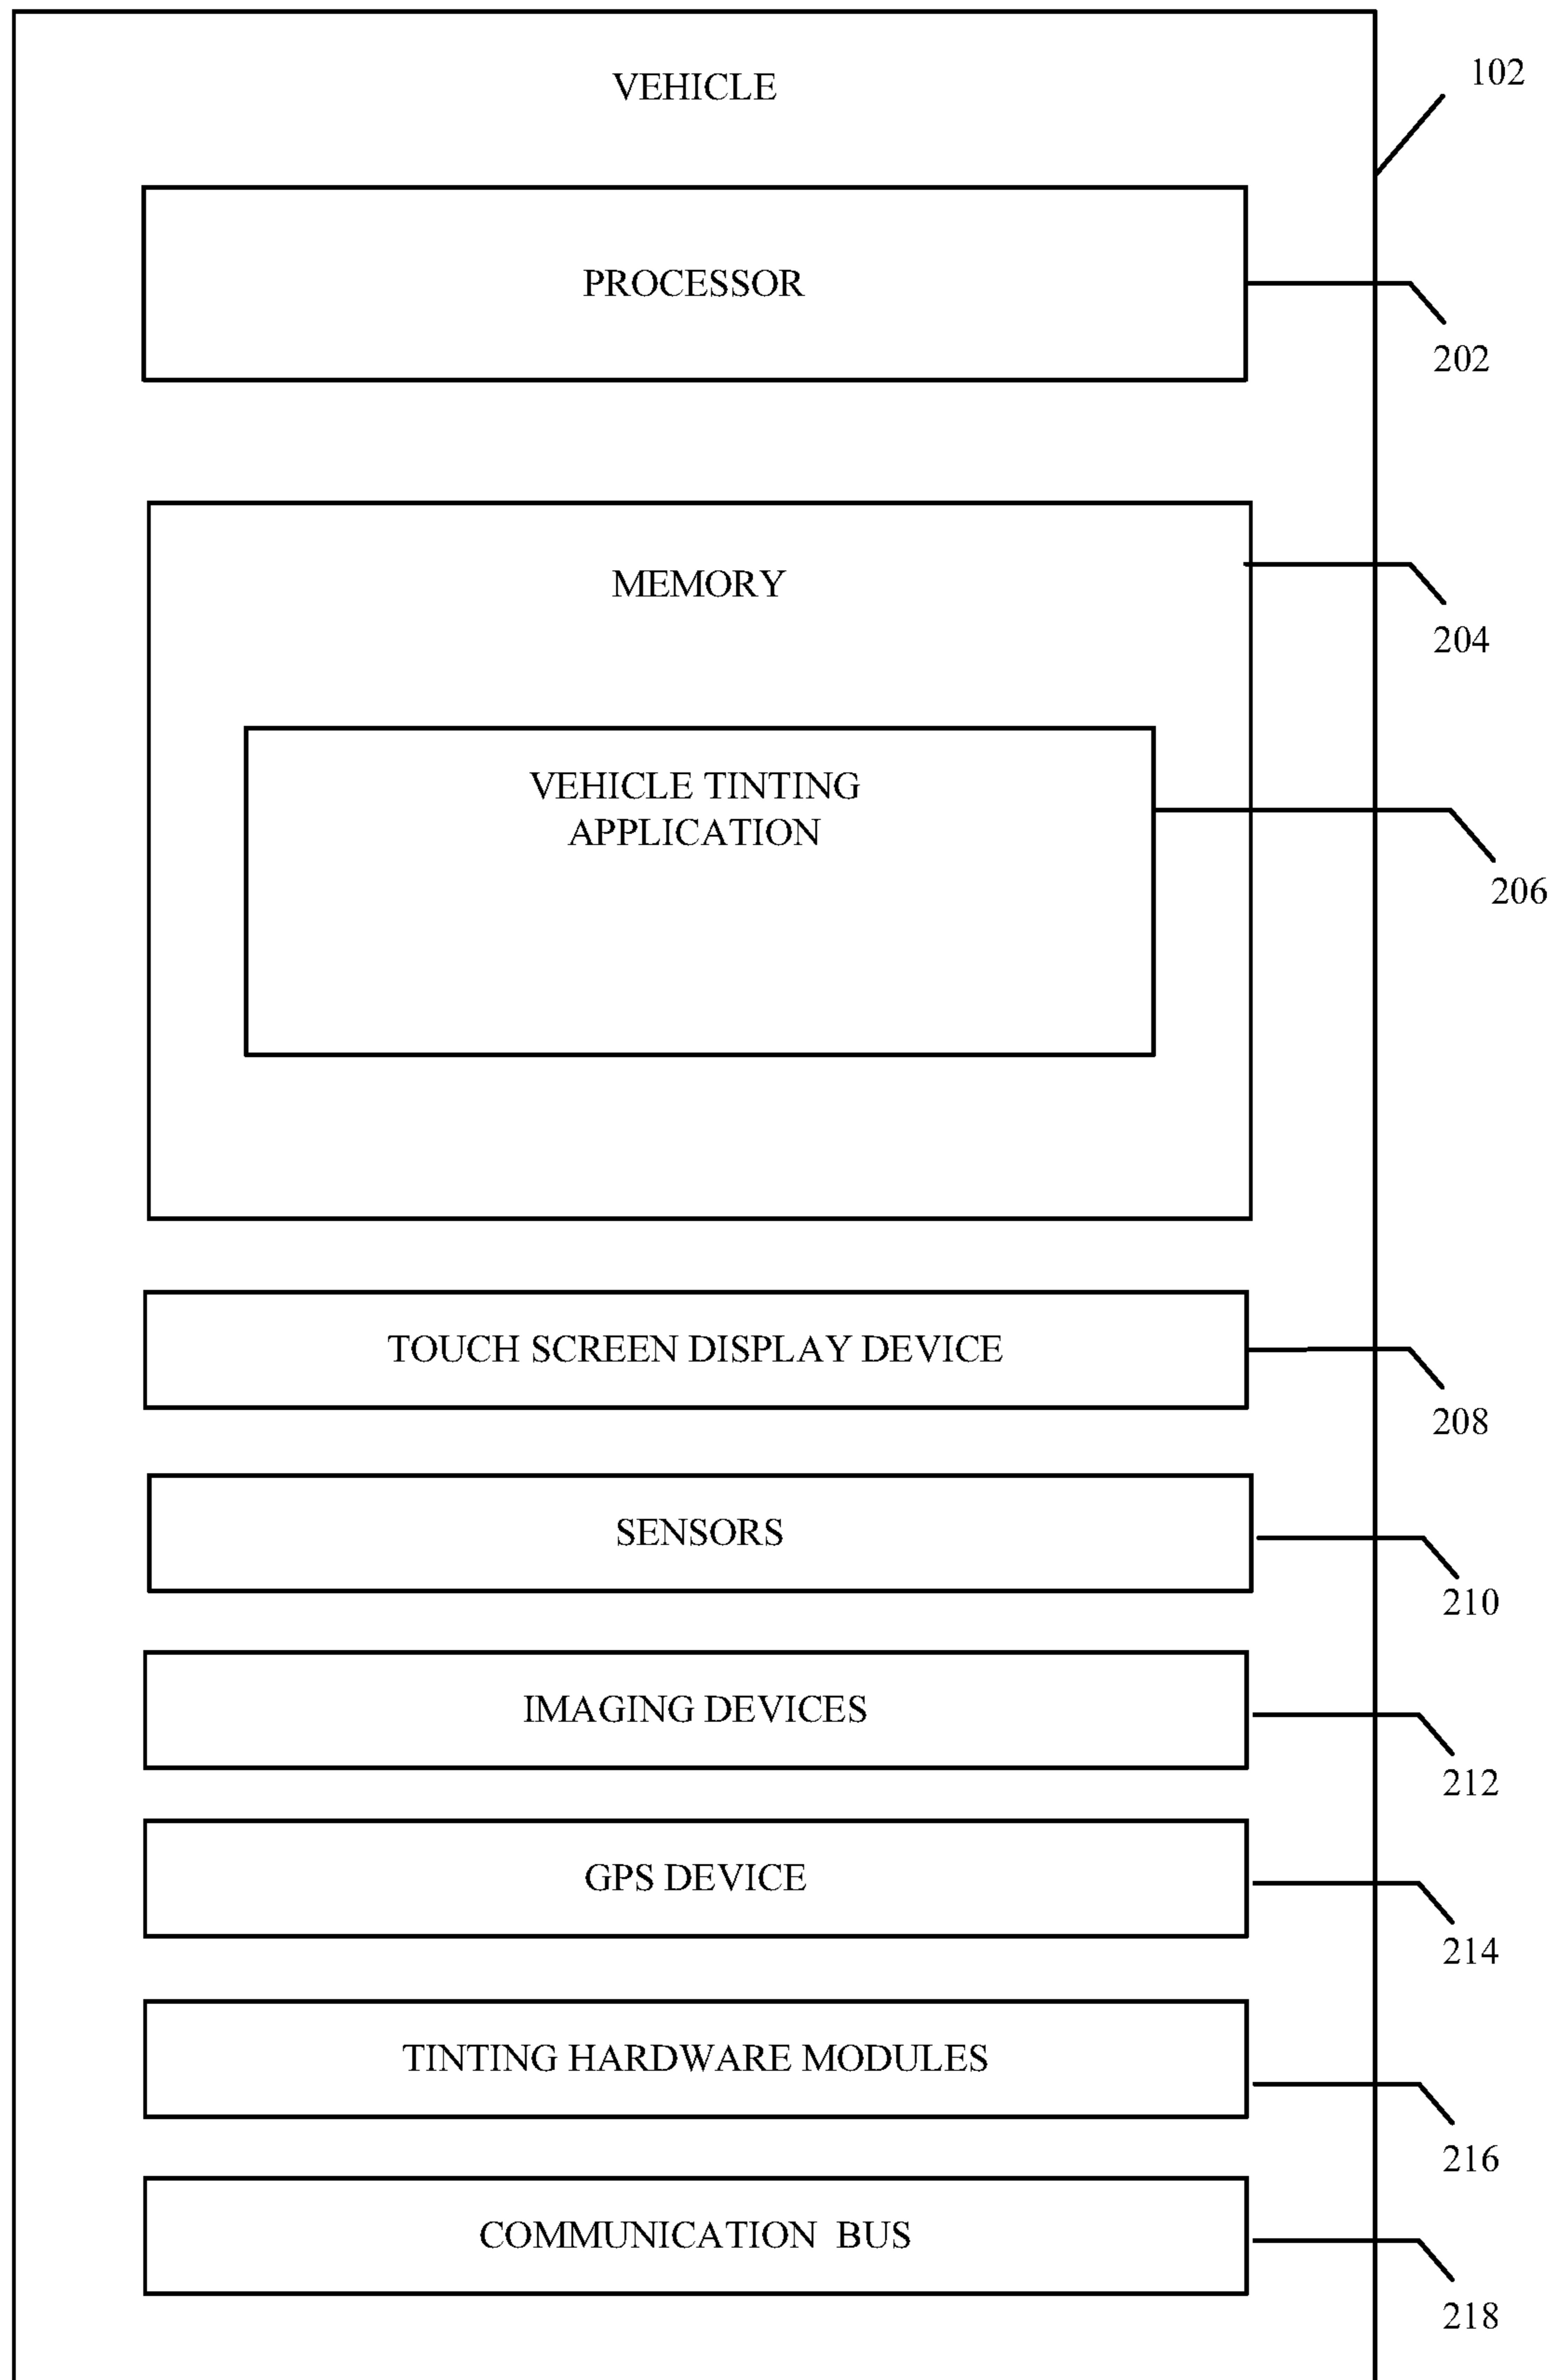 VEHICLE
102
PROCESSOR
202
MEMORY
204
VEHICLE TINTING
APPLICATION
206
TOUCH SCREEN DISPLAY DEVICE
208
SENSORS
210
IMAGING DEVICES
212
GPS DEVICE
214
TINTING HARDWARE MODULES
216
COMMUNICATION BUS
218